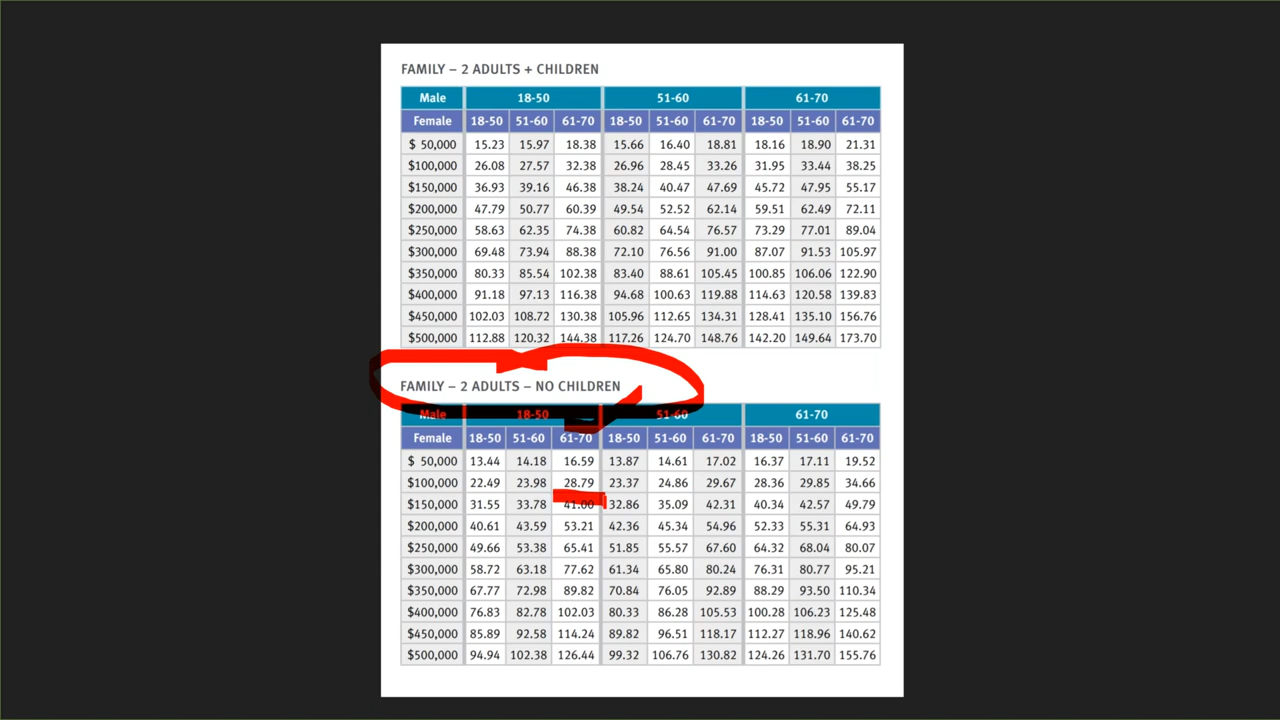 FAMILY – 2 ADULTS + CHILDREN
Male 18-50 51-60 61-70
Female 18-50 51-60 61-70 18-50 51-60 61-70 18-50 51-60 61-70
$ 50,000 15.23 15.97 18.38 15.66 16.40 18.81 18.16 18.90 21.31
$100,000 26.08 27.57 32.38 26.96 28.45 33.26 31.95 33.44 38.25
$150,000 36.93 39.16 46.38 38.24 40.47 47.69 45.72 47.95 55.17
$200,000 47.79 50.77 60.39 49.54 52.52 62.14 59.51 62.49 72.11
$250,000 58.63 62.35 74.38 60.82 64.54 76.57 73.29 77.01 89.04
$300,000 69.48 73.94 88.38 72.10 76.56 91.00 87.07 91.53 105.97
$350,000 80.33 85.54 102.38 83.40 88.61 105.45 100.85 106.06 122.90
$400,000 91.18 97.13 116.38 94.68 100.63 119.88 114.63 120.58 139.83
$450,000 102.03 108.72 130.38 105.96 112.65 134.31 128.41 135.10 156.76
$500,000 112.88 120.32 144.38 117.26 124.70 148.76 142.20 149.64 173.70
FAMILY – 2 ADULTS – NO CHILDREN
Male 18-50 51-60 61-70
Female 18-50 51-60 61-70 18-50 51-60 61-70 18-50 51-60 61-70
$ 50,000 13.44 14.18 16.59 13.87 14.61 17.02 16.37 17.11 19.52
$100,000 22.49 23.98 28.79 23.37 24.86 29.67 28.36 29.85 34.66
$150,000 31.55 33.78 41.00 32.86 35.09 42.31 40.34 42.57 49.79
$200,000 40.61 43.59 53.21 42.36 45.34 54.96 52.33 55.31 64.93
$250,000 49.66 53.38 65.41 51.85 55.57 67.60 64.32 68.04 80.07
$300,000 58.72 63.18 77.62 61.34 65.80 80.24 76.31 80.77 95.21
$350,000 67.77 72.98 89.82 70.84 76.05 92.89 88.29 93.50 110.34
$400,000 76.83 82.78 102.03 80.33 86.28 105.53 100.28 106.23 125.48
$450,000 85.89 92.58 114.24 89.82 96.51 118.17 112.27 118.96 140.62
$500,000 94.94 102.38 126.44 99.32 106.76 130.82 124.26 131.70 155.76